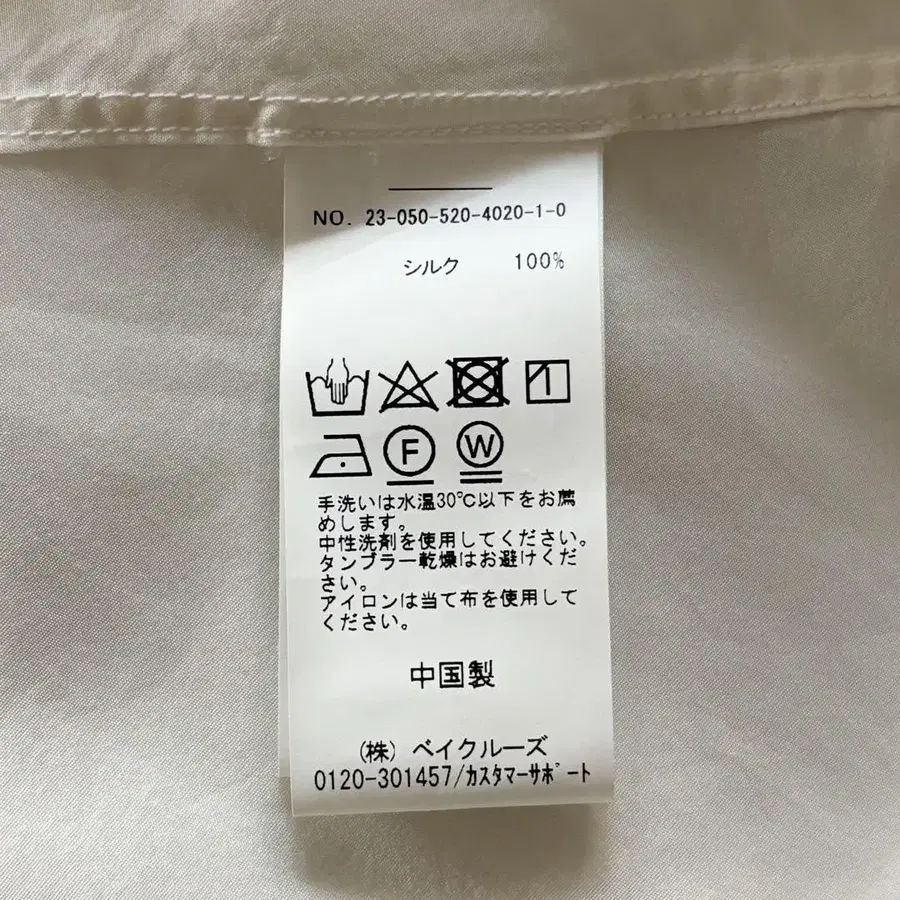 NO. 23-050-520-4020-1-0
シルク 100%
F W
手洗いは水温30℃以下をお薦
めします。
中性洗剤を使用してください。
タンブラー乾燥はお避けくだ
さい。
アイロンは当て布を使用して
ください。
中国製
(株) ベイクルーズ
0120-301457/カスタマーサポート